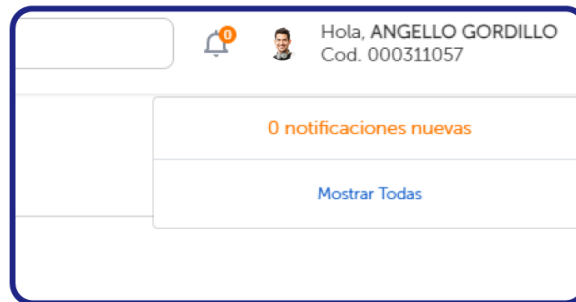 0
Hola, ANGELLO GORDILLO
Cod. 000311057
0 notificaciones nuevas
Mostrar Todas